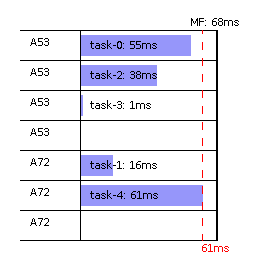 MF: 68ms
A53 task-0: 55ms
A53 task-2: 38ms
A53 task-3: 1ms
A53
A72 task-1: 16ms
A72 task-4: 61ms
A72
61ms